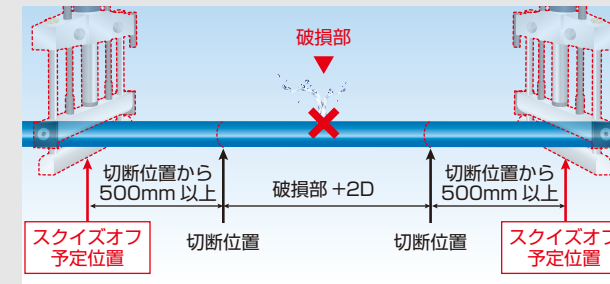 破損部
切断位置から
500mm 以上
破損部 +2D
切断位置から
500mm 以上
スクイズオフ
予定位置
切断位置
切断位置
スクイズオフ
予定位置